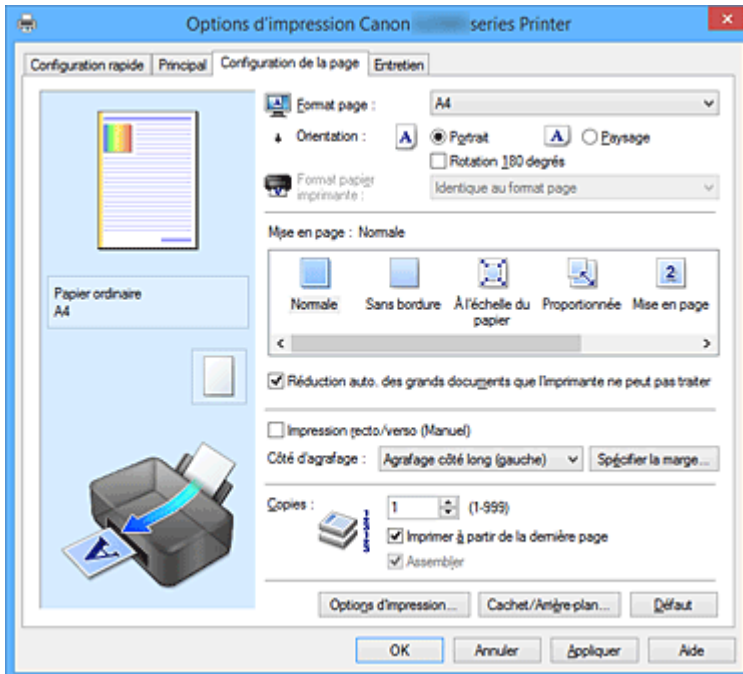 Options d'impression Canon series Printer
Configuration rapide Principal Configuration de la page Entretien
Format page : A4
Orientation : A Portrait A Paysage
Rotation 180 degrés
Format papier imprimante : Identique au format page
Mise en page : Normale
Normale Sans bordure À l'échelle du papier Proportionnée 2 Mise en page
Papier ordinaire
A4
Réduction auto. des grands documents que l'imprimante ne peut pas traiter
Impression recto/verso (Manuel)
Côté d'agrafage : Agrafage côté long (gauche) Spécifier la marge...
Copies : 1 (1-999)
Imprimer à partir de la dernière page
Assembler
A
Options d'impression... Cachet/Arrière-plan... Défaut
OK Annuler Appliquer Aide